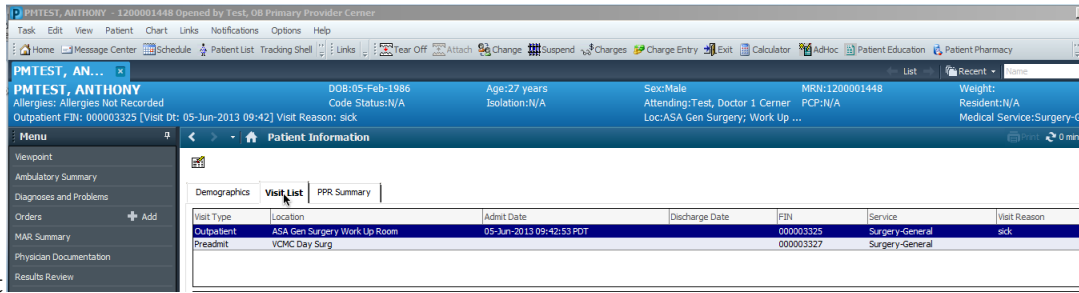 PMTEST, ANTHONY - 1200001448 Opened by Test, OB Primary Provider Cerner
Task Edit View Patient Chart Links Notifications Options Help
Home Message Center Schedule Patient List Tracking Shell Links Tear Off Attach Change Suspend Charges Charge Entry Exit Calculator AdHoc Patient Education Patient Pharmacy
PMTEST, AN... List Recent Name
PMTEST, ANTHONY DOB:05-Feb-1986 Age:27 years Sex:Male MRN:1200001448 Weight:
Allergies: Allergies Not Recorded Code Status:N/A Isolation:N/A Attending:Test, Doctor 1 Cerner PCP:N/A Resident:N/A
Outpatient FIN: 000003325 [Visit Dt: 05-Jun-2013 09:42] Visit Reason: sick Loc:ASA Gen Surgery; Work Up ... Medical Service:Surgery-G
Menu Patient Information Print 0 min
Viewpoint
Ambulatory Summary
Diagnoses and Problems
Demographics Visit List PPR Summary
Orders Add
Visit Type Location Admit Date Discharge Date FIN Service Visit Reason
Outpatient ASA Gen Surgery Work Up Room 05-Jun-2013 09:42:53 PDT 000003325 Surgery-General sick
MAR Summary
Preadmit VCMC Day Surg 000003327 Surgery-General
Physician Documentation
Results Review